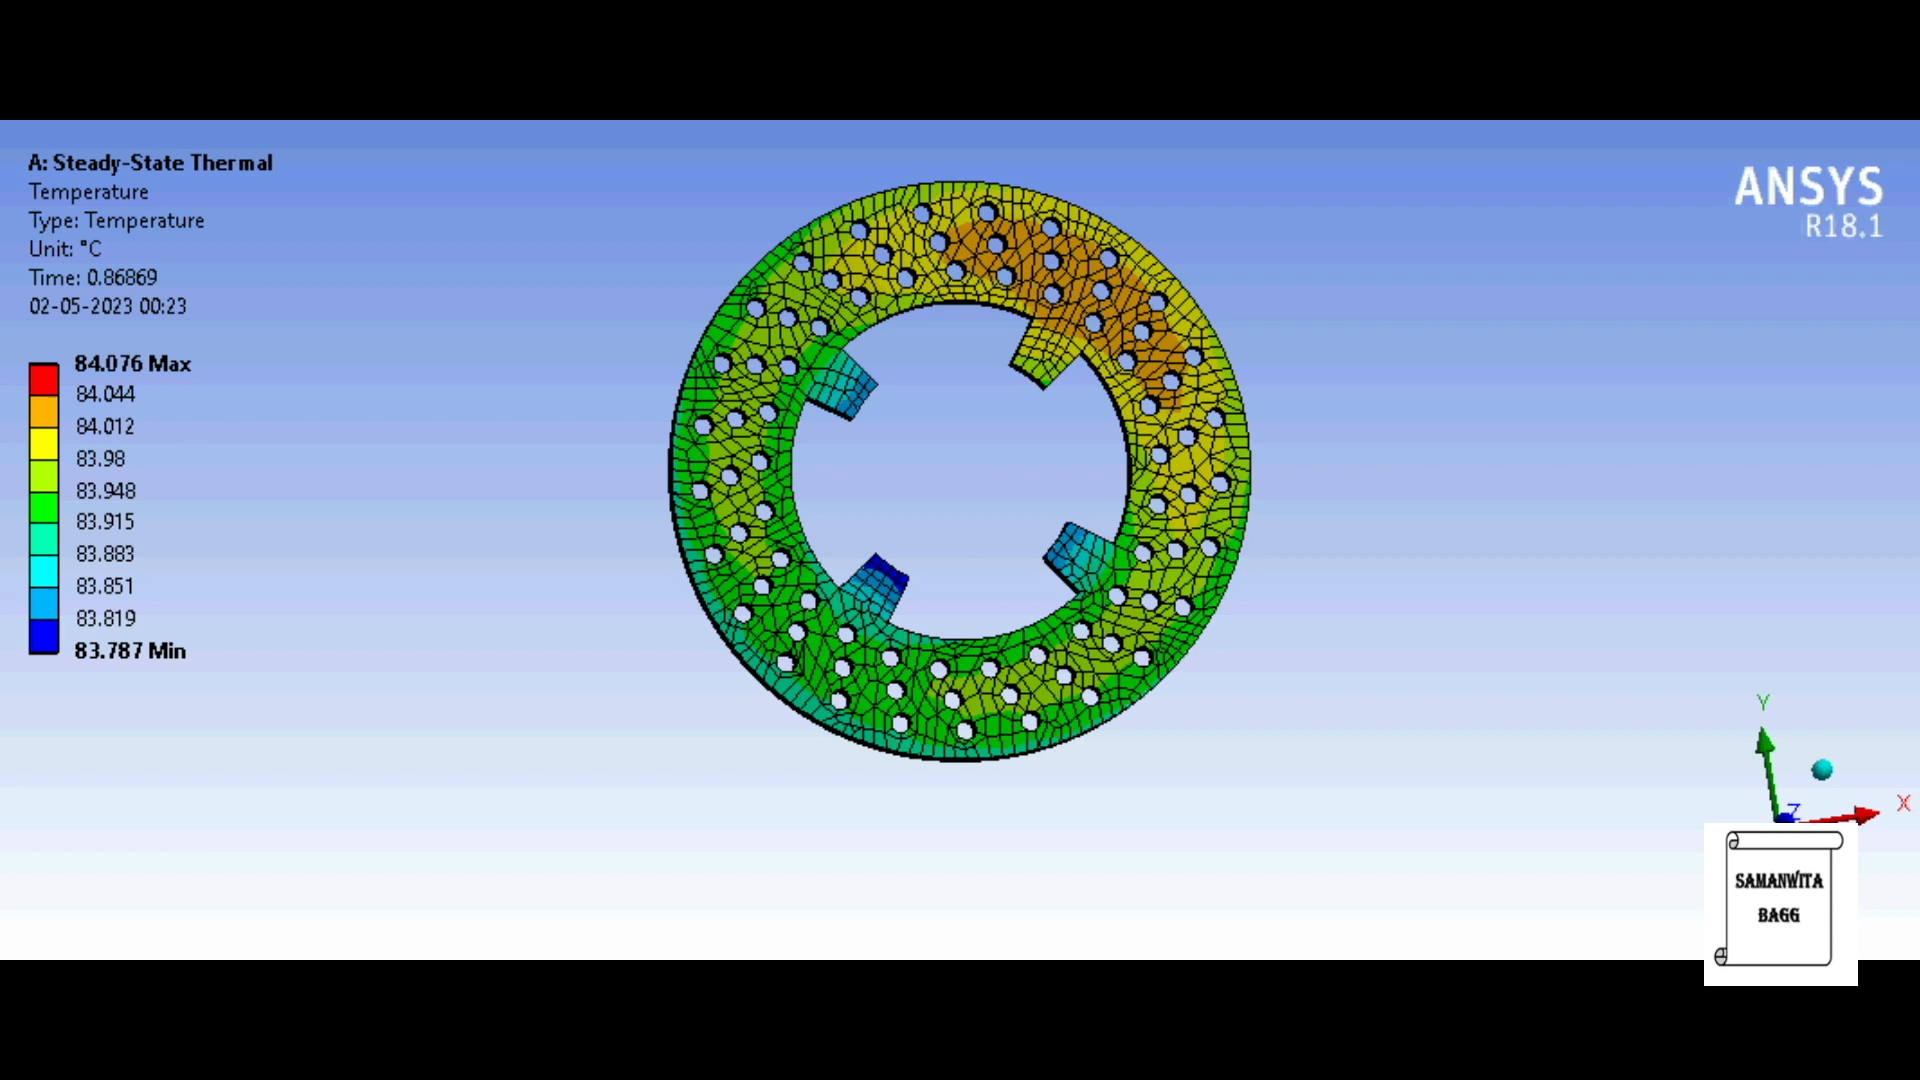 A: Steady-State Thermal
Temperature
Type: Temperature
Unit: °C
Time: 0.86869
02-05-2023 00:23
84.076 Max
84.044
84.012
83.98
83.948
83.915
83.883
83.851
83.819
83.787 Min
ANSYS
R18.1
Y
Z
X
SAMANWITA
BAGG